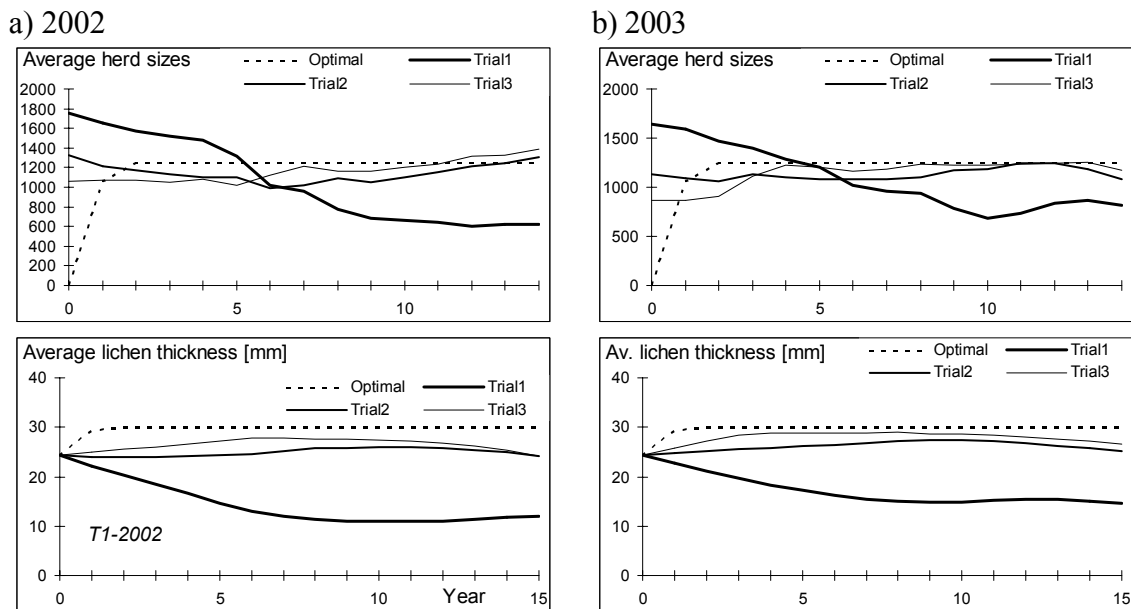 a) 2002
Average herd sizes
Optimal
Trial1
Trial2
Trial3
2000
1800
1600
1400
1200
1000
800
600
400
200
0
0
5
10
Average lichen thickness [mm]
Optimal
Trial1
Trial2
Trial3
40
30
20
10
0
T1-2002
0
5
10
15
Year
b) 2003
Average herd sizes
Optimal
Trial1
Trial2
Trial3
2000
1500
1000
500
0
0
5
10
Av. lichen thickness [mm]
Optimal
Trial1
Trial2
Trial3
40
30
20
10
0
0
5
10
15